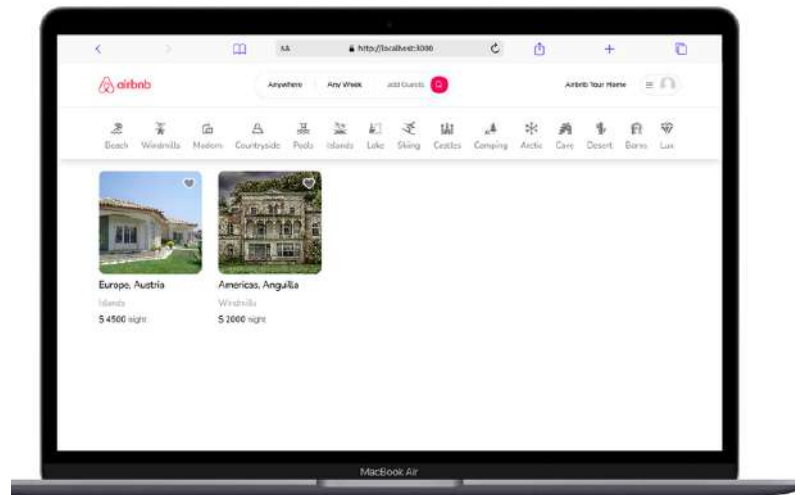 AA http://localhost:3000
airbnb Anywhere Any Week add Guests Airbnb Your Home
Beach Windmills Modern Countryside Pools Islands Lake Skiing Castles Camping Arctic Cave Desert Barns Lux
Europe, Austria Americas, Anguilla
Islands Windmills
$ 4500 night $ 2000 night
MacBook Air